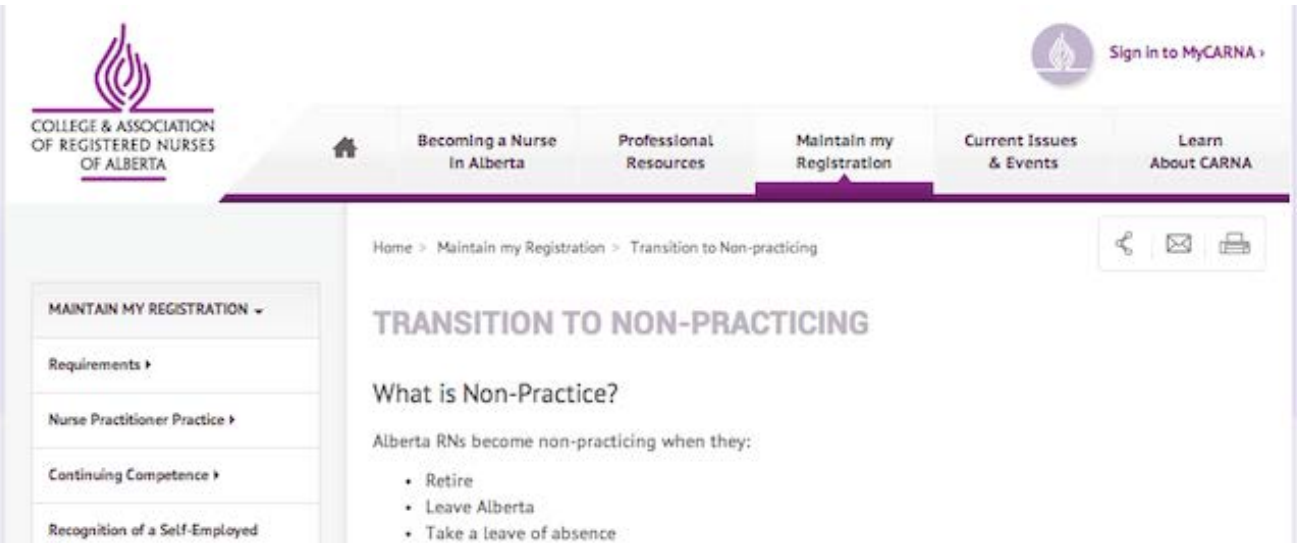 COLLEGE & ASSOCIATION
OF REGISTERED NURSES
OF ALBERTA
Sign in to MyCARNA ›
Becoming a Nurse
in Alberta
Professional
Resources
Maintain my
Registration
Current Issues
& Events
Learn
About CARNA
Home > Maintain my Registration > Transition to Non-practicing
MAINTAIN MY REGISTRATION
Requirements
Nurse Practitioner Practice
Continuing Competence
Recognition of a Self-Employed
TRANSITION TO NON-PRACTICING
What is Non-Practice?
Alberta RNs become non-practicing when they:
• Retire
• Leave Alberta
• Take a leave of absence